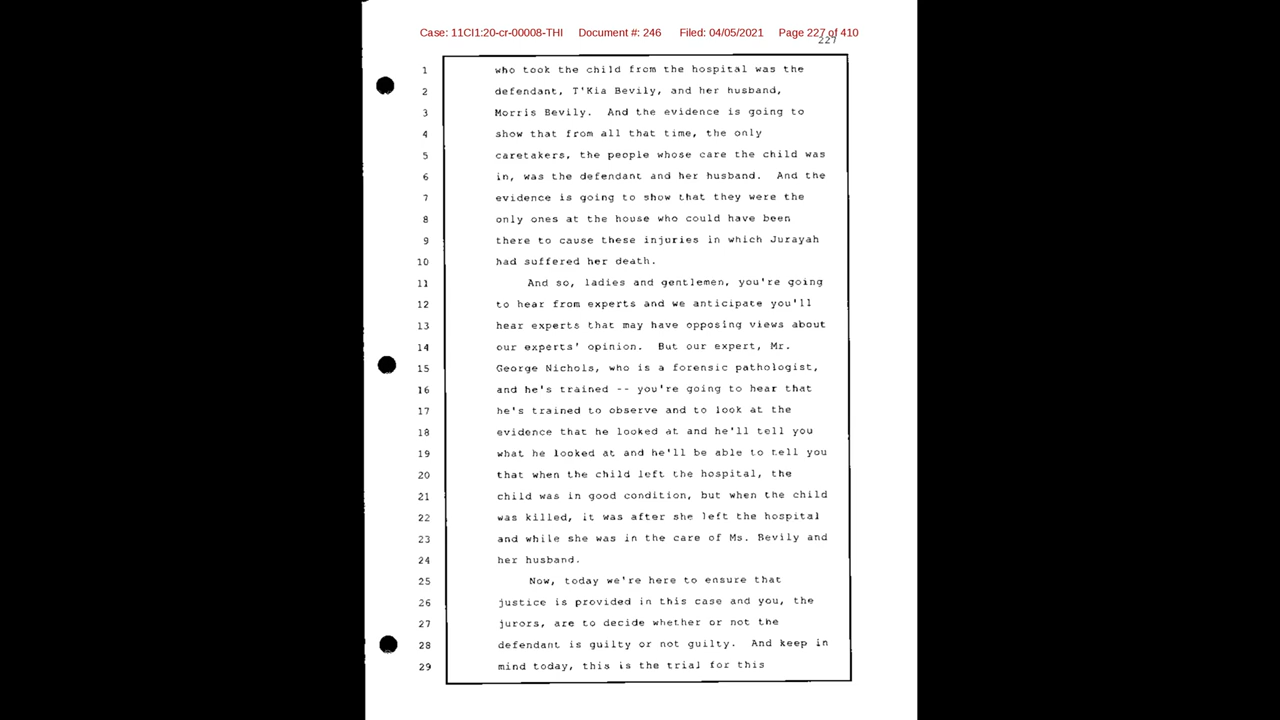 Case: 11CI1:20-cr-00008-THI Document #: 246 Filed: 04/05/2021 Page 227 of 410
227
1 who took the child from the hospital was the
2 defendant, T'Kia Bevily, and her husband,
3 Morris Bevily. And the evidence is going to
4 show that from all that time, the only
5 caretakers, the people whose care the child was
6 in, was the defendant and her husband. And the
7 evidence is going to show that they were the
8 only ones at the house who could have been
9 there to cause these injuries in which Jurayah
10 had suffered her death.
11 And so, ladies and gentlemen, you're going
12 to hear from experts and we anticipate you'll
13 hear experts that may have opposing views about
14 our experts' opinion. But our expert, Mr.
15 George Nichols, who is a forensic pathologist,
16 and he's trained -- you're going to hear that
17 he's trained to observe and to look at the
18 evidence that he looked at and he'll tell you
19 what he looked at and he'll be able to tell you
20 that when the child left the hospital, the
21 child was in good condition, but when the child
22 was killed, it was after she left the hospital
23 and while she was in the care of Ms. Bevily and
24 her husband.
25 Now, today we're here to ensure that
26 justice is provided in this case and you, the
27 jurors, are to decide whether or not the
28 defendant is guilty or not guilty. And keep in
29 mind today, this is the trial for this